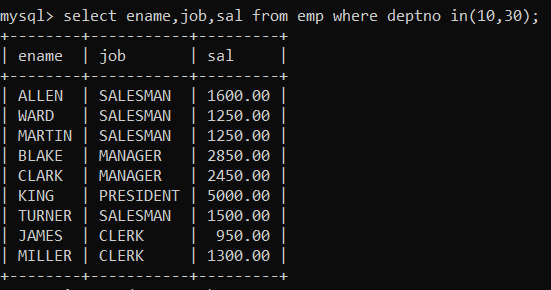 mysql> select ename,job,sal from emp where deptno in(10,30);
+--------+-----------+---------+
| ename  | job       | sal     |
+--------+-----------+---------+
| ALLEN  | SALESMAN  | 1600.00 |
| WARD   | SALESMAN  | 1250.00 |
| MARTIN | SALESMAN  | 1250.00 |
| BLAKE  | MANAGER   | 2850.00 |
| CLARK  | MANAGER   | 2450.00 |
| KING   | PRESIDENT | 5000.00 |
| TURNER | SALESMAN  | 1500.00 |
| JAMES  | CLERK     |  950.00 |
| MILLER | CLERK     | 1300.00 |
+--------+-----------+---------+